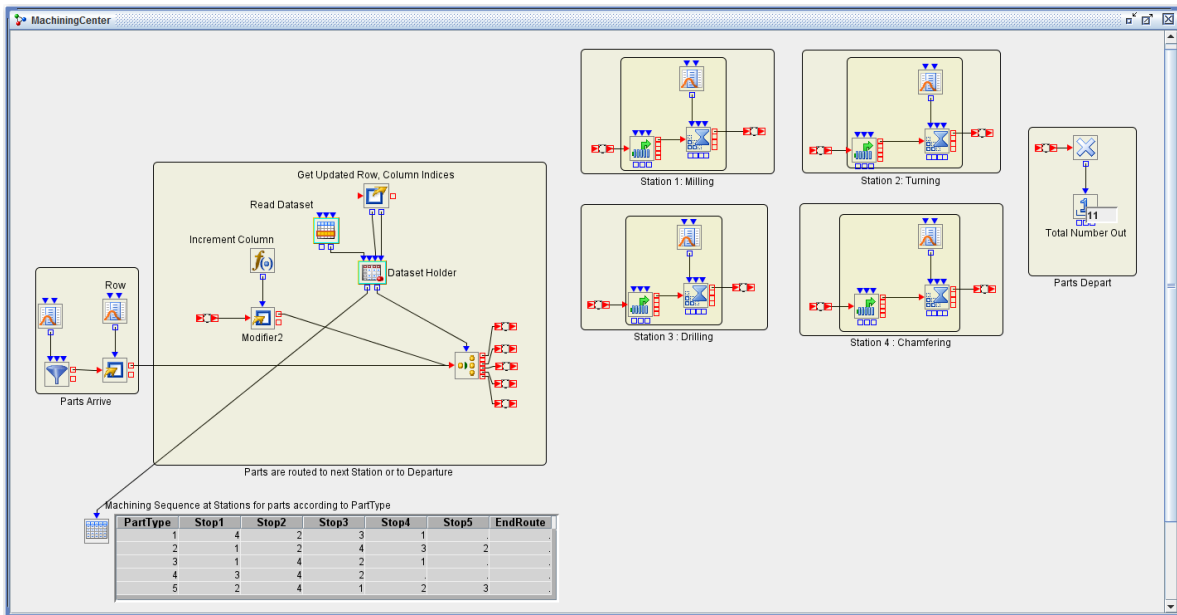 MachiningCenter
Get Updated Row, Column Indices
Read Dataset
Increment Column
Dataset Holder
Row
Modifier2
Parts Arrive
Parts are routed to next Station or to Departure
Station 1: Milling
Station 2: Turning
Station 3 : Drilling
Station 4 : Chamfering
11
Total Number Out
Parts Depart
Machining Sequence at Stations for parts according to PartType
PartType Stop1 Stop2 Stop3 Stop4 Stop5 EndRoute
1 4 2 3 1 . .
2 1 2 4 3 2 .
3 1 4 2 1 . .
4 3 4 2 . . .
5 2 4 1 2 3 .